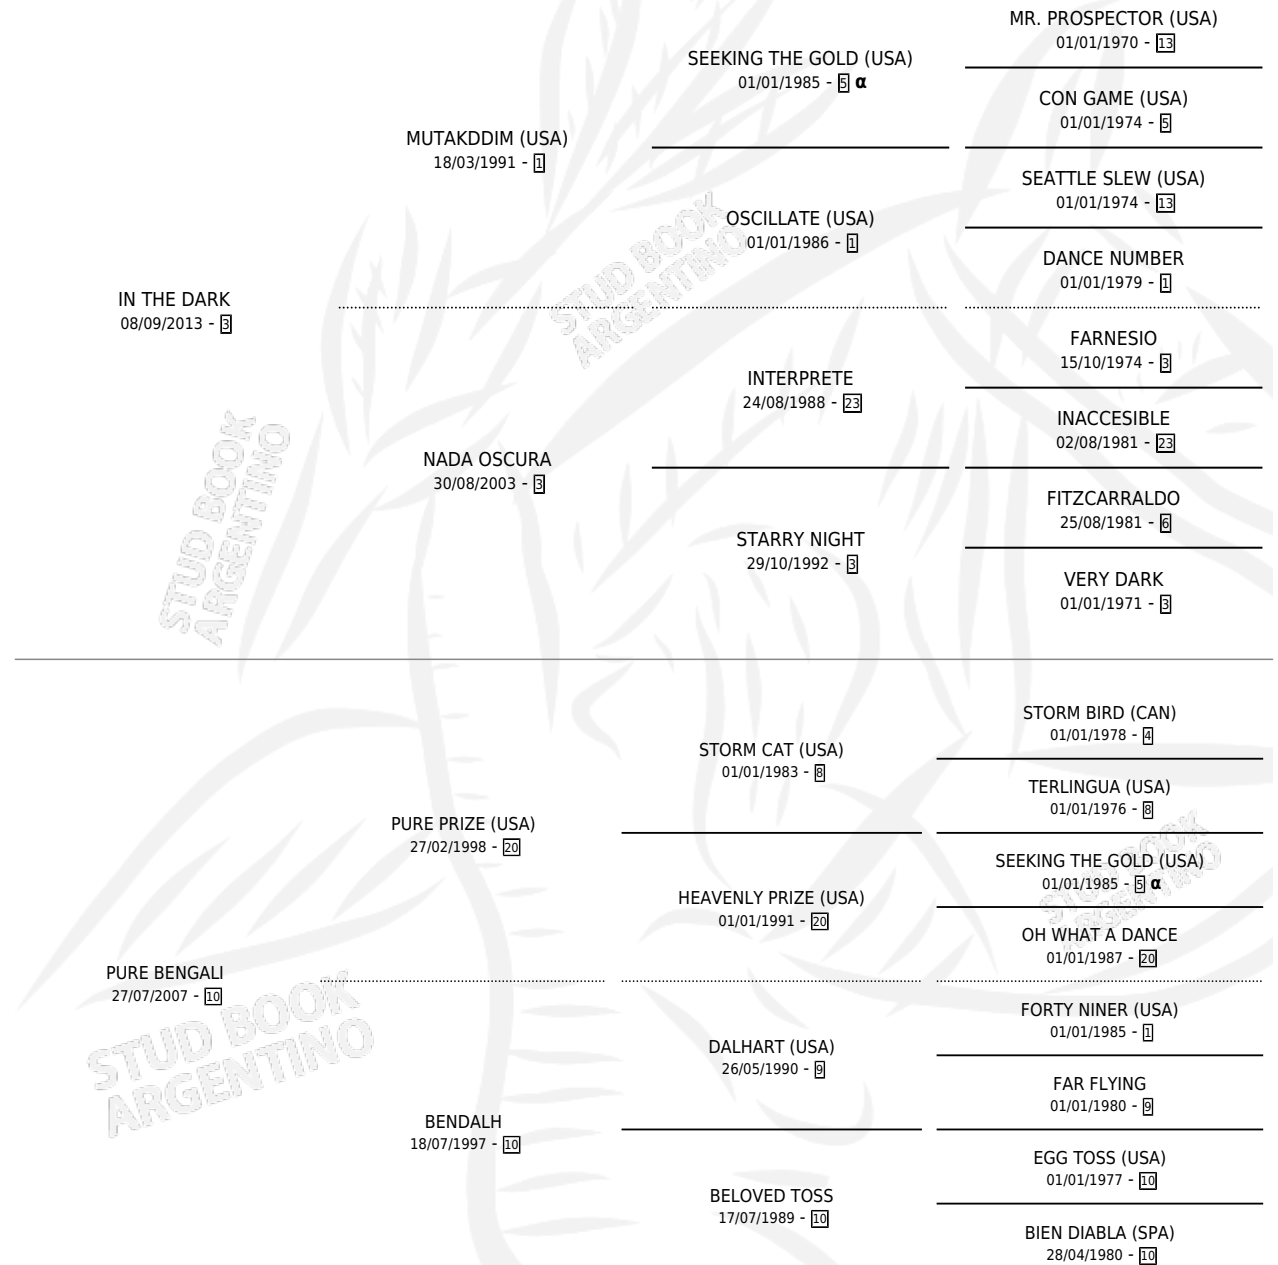 IN THE DARK
08/09/2013 - 3
MUTAKDDIM (USA)
18/03/1991 - 1
SEEKING THE GOLD (USA)
01/01/1985 - 5 α
MR. PROSPECTOR (USA)
01/01/1970 - 13
CON GAME (USA)
01/01/1974 - 5
OSCILLATE (USA)
01/01/1986 - 1
SEATTLE SLEW (USA)
01/01/1974 - 13
DANCE NUMBER
01/01/1979 - 1
NADA OSCURA
30/08/2003 - 3
INTERPRETE
24/08/1988 - 23
FARNESIO
15/10/1974 - 3
INACCESIBLE
02/08/1981 - 23
STARRY NIGHT
29/10/1992 - 3
FITZCARRALDO
25/08/1981 - 6
VERY DARK
01/01/1971 - 3
PURE BENGALI
27/07/2007 - 10
PURE PRIZE (USA)
27/02/1998 - 20
STORM CAT (USA)
01/01/1983 - 8
STORM BIRD (CAN)
01/01/1978 - 4
TERLINGUA (USA)
01/01/1976 - 8
HEAVENLY PRIZE (USA)
01/01/1991 - 20
SEEKING THE GOLD (USA)
01/01/1985 - 5 α
OH WHAT A DANCE
01/01/1987 - 20
BENDALH
18/07/1997 - 10
DALHART (USA)
26/05/1990 - 9
FORTY NINER (USA)
01/01/1985 - 1
FAR FLYING
01/01/1980 - 9
BELOVED TOSS
17/07/1989 - 10
EGG TOSS (USA)
01/01/1977 - 10
BIEN DIABLA (SPA)
28/04/1980 - 10
STUD BOOK
ARGENTINO
STUD BOOK
ARGENTINO
STUD BOOK
ARGENTINO
STUD BOOK
ARGENTINO